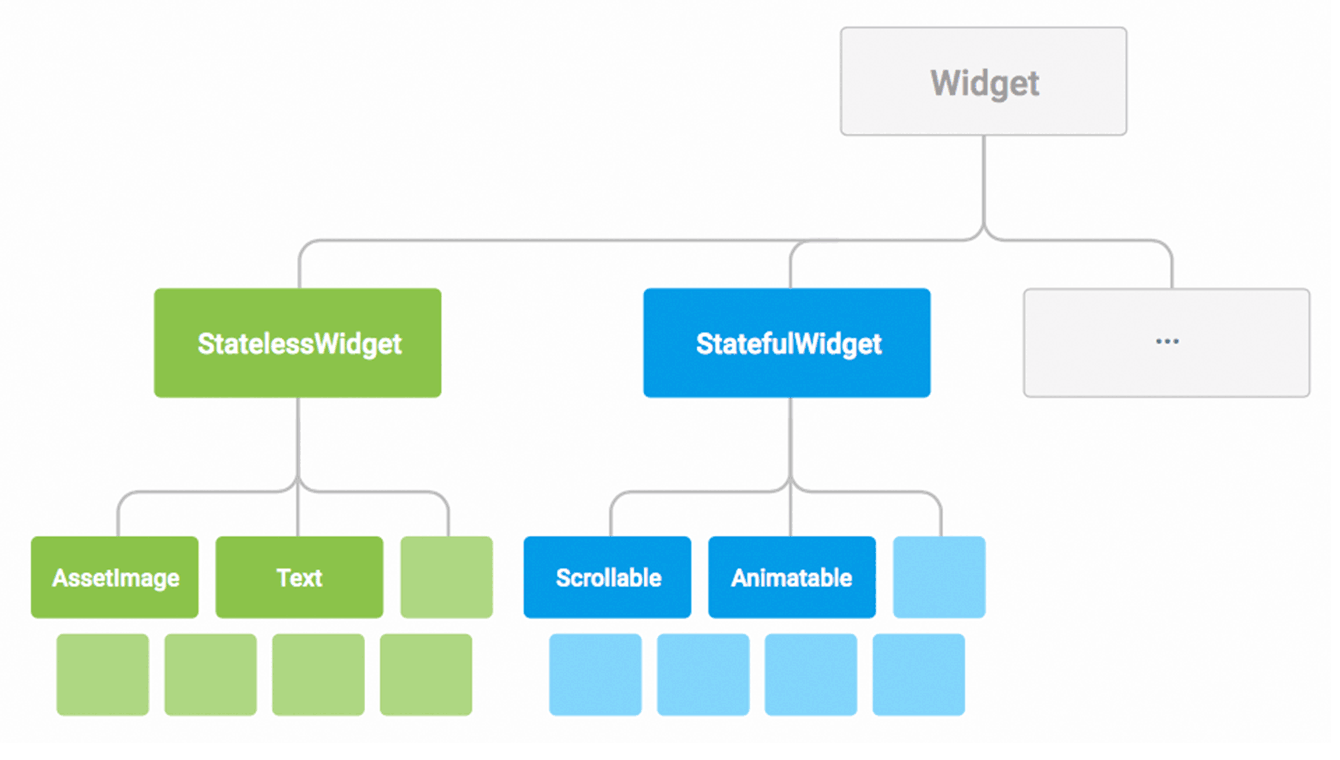 Widget
StatelessWidget
StatefulWidget
...
AssetImage
Text
Scrollable
Animatable